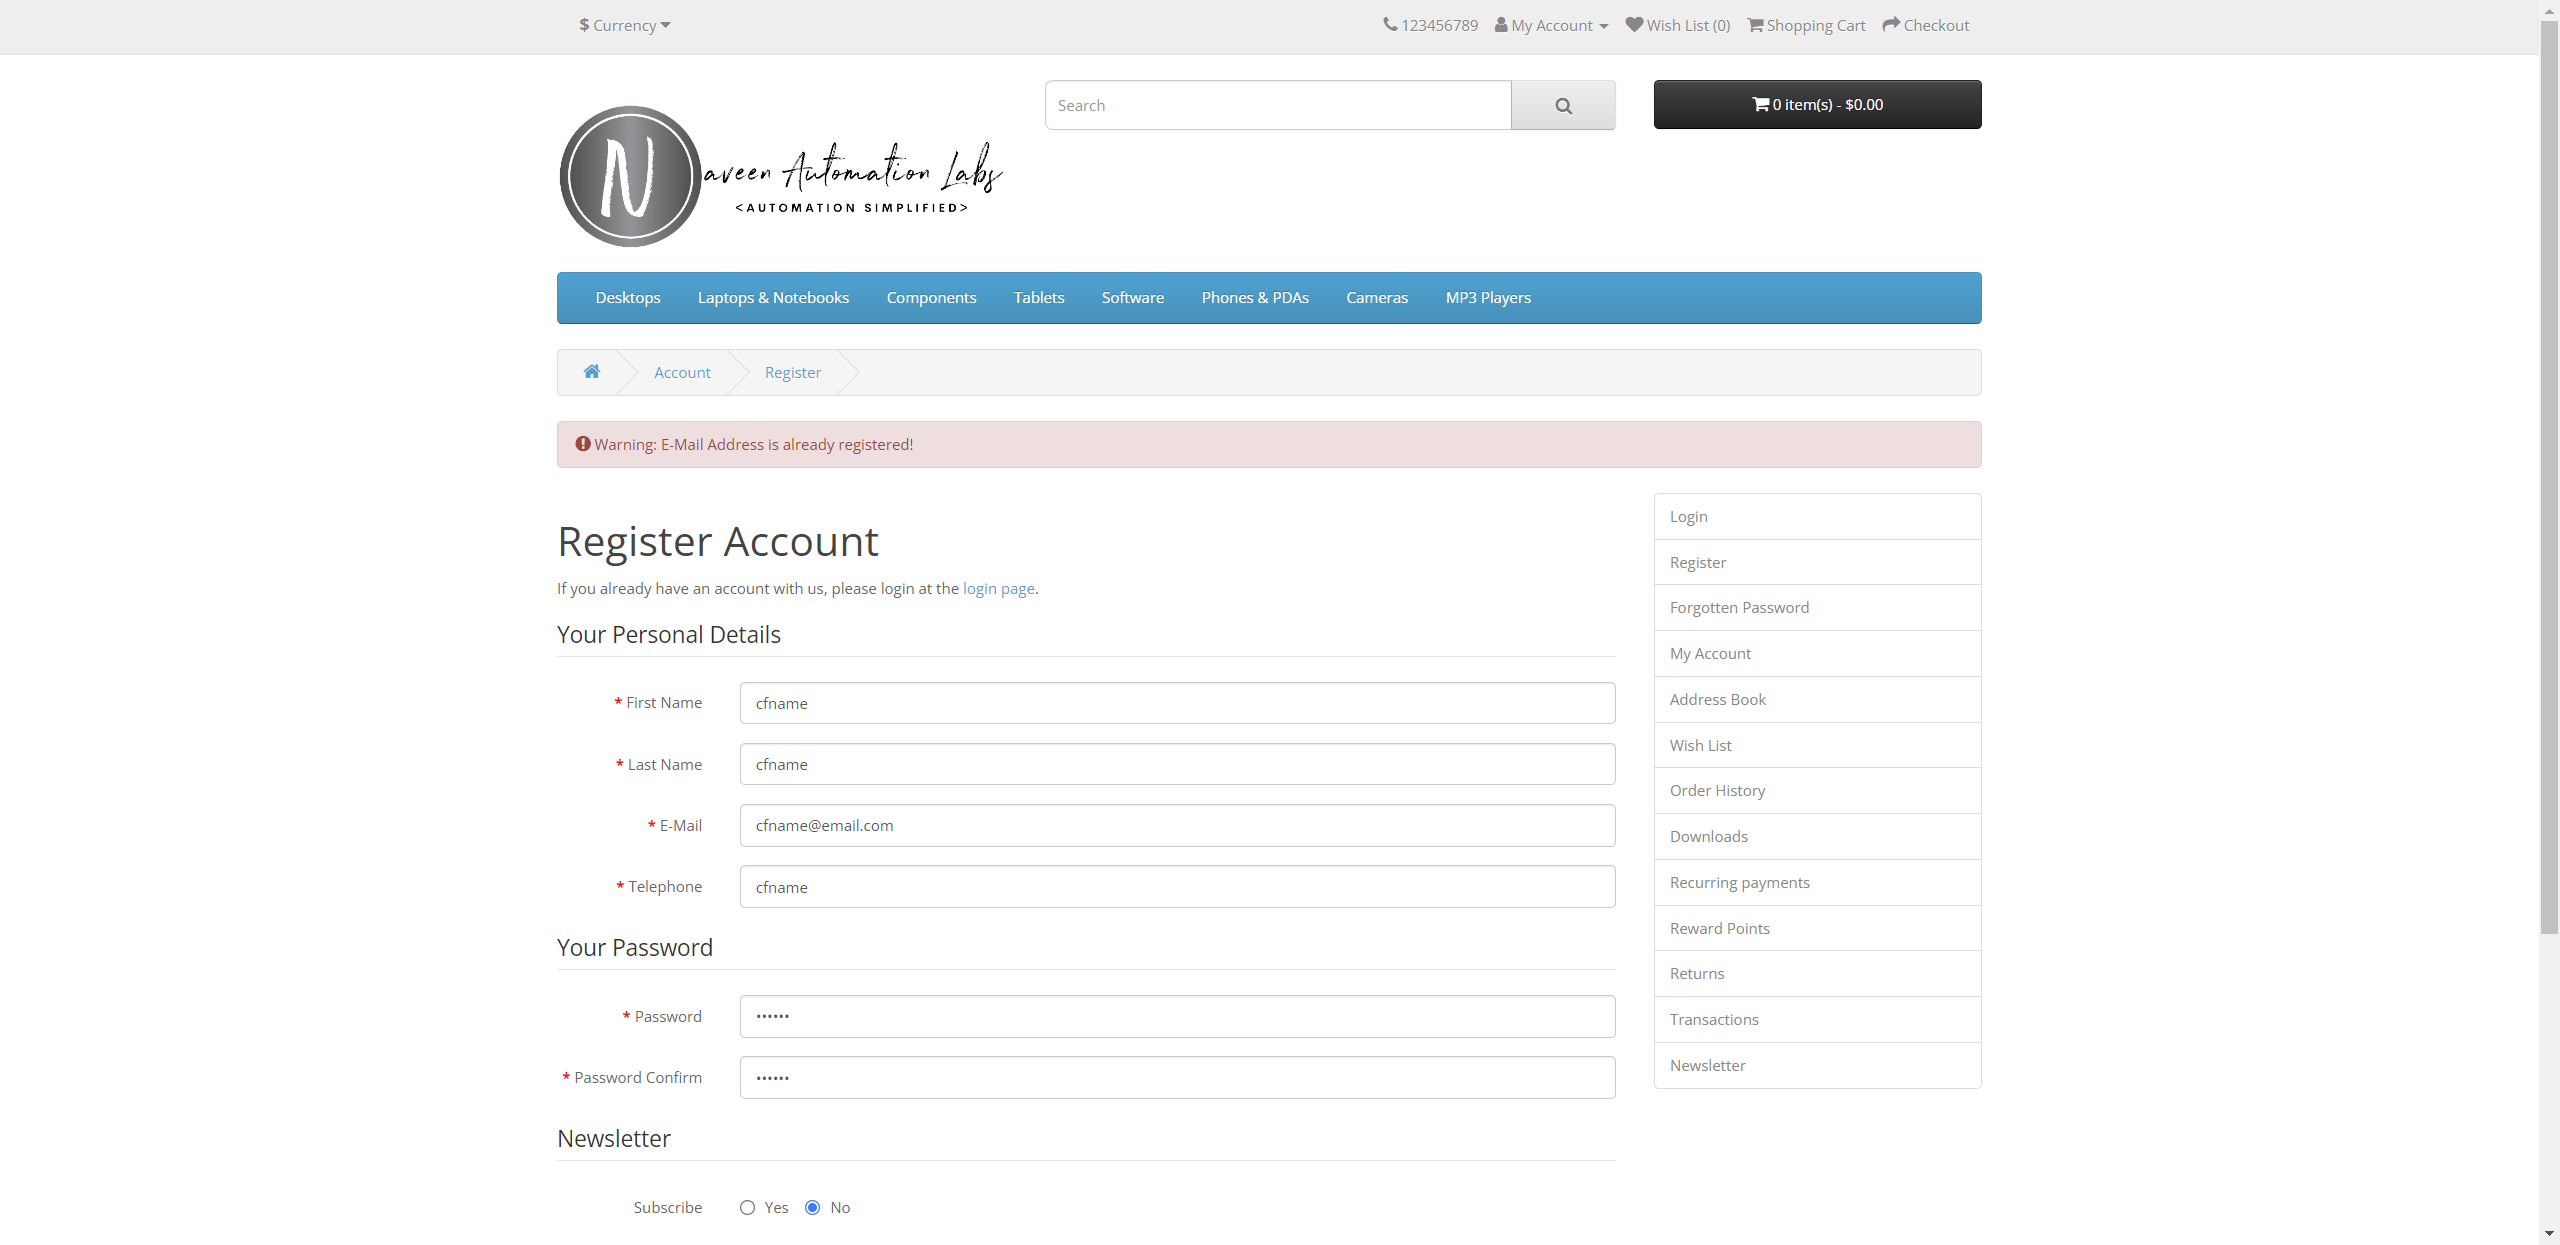 $ Currency
123456789 My Account Wish List (0) Shopping Cart Checkout
Search
0 item(s) - $0.00
Naveen Automation Labs
<AUTOMATION SIMPLIFIED>
Desktops Laptops & Notebooks Components Tablets Software Phones & PDAs Cameras MP3 Players
Account Register
Warning: E-Mail Address is already registered!
Register Account
If you already have an account with us, please login at the login page.
Your Personal Details
* First Name cfname
* Last Name cfname
* E-Mail cfname@email.com
* Telephone cfname
Your Password
* Password ••••••
* Password Confirm ••••••
Newsletter
Subscribe Yes No
Login
Register
Forgotten Password
My Account
Address Book
Wish List
Order History
Downloads
Recurring payments
Reward Points
Returns
Transactions
Newsletter